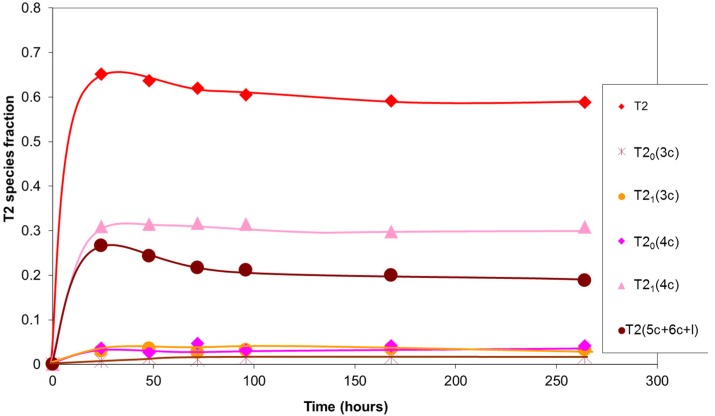 0.8
0.7
0.6
0.5
0.4
0.3
0.2
0.1
0
T2 species fraction
0 50 100 150 200 250 300
Time (hours)
T2
T2₀(3c)
T2₁(3c)
T2₀(4c)
T2₁(4c)
T2(5c+6c+l)